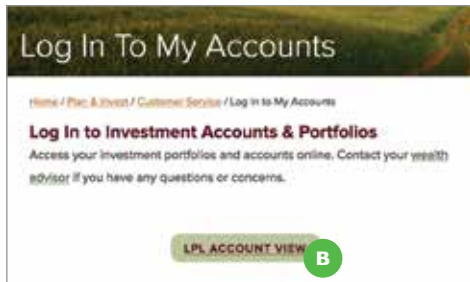 Log In To My Accounts
Home / Plan & Invest / Customer Service / Log In to My Accounts
Log In to Investment Accounts & Portfolios
Access your investment portfolios and accounts online. Contact your wealth
advisor if you have any questions or concerns.
LPL ACCOUNT VIEW
B